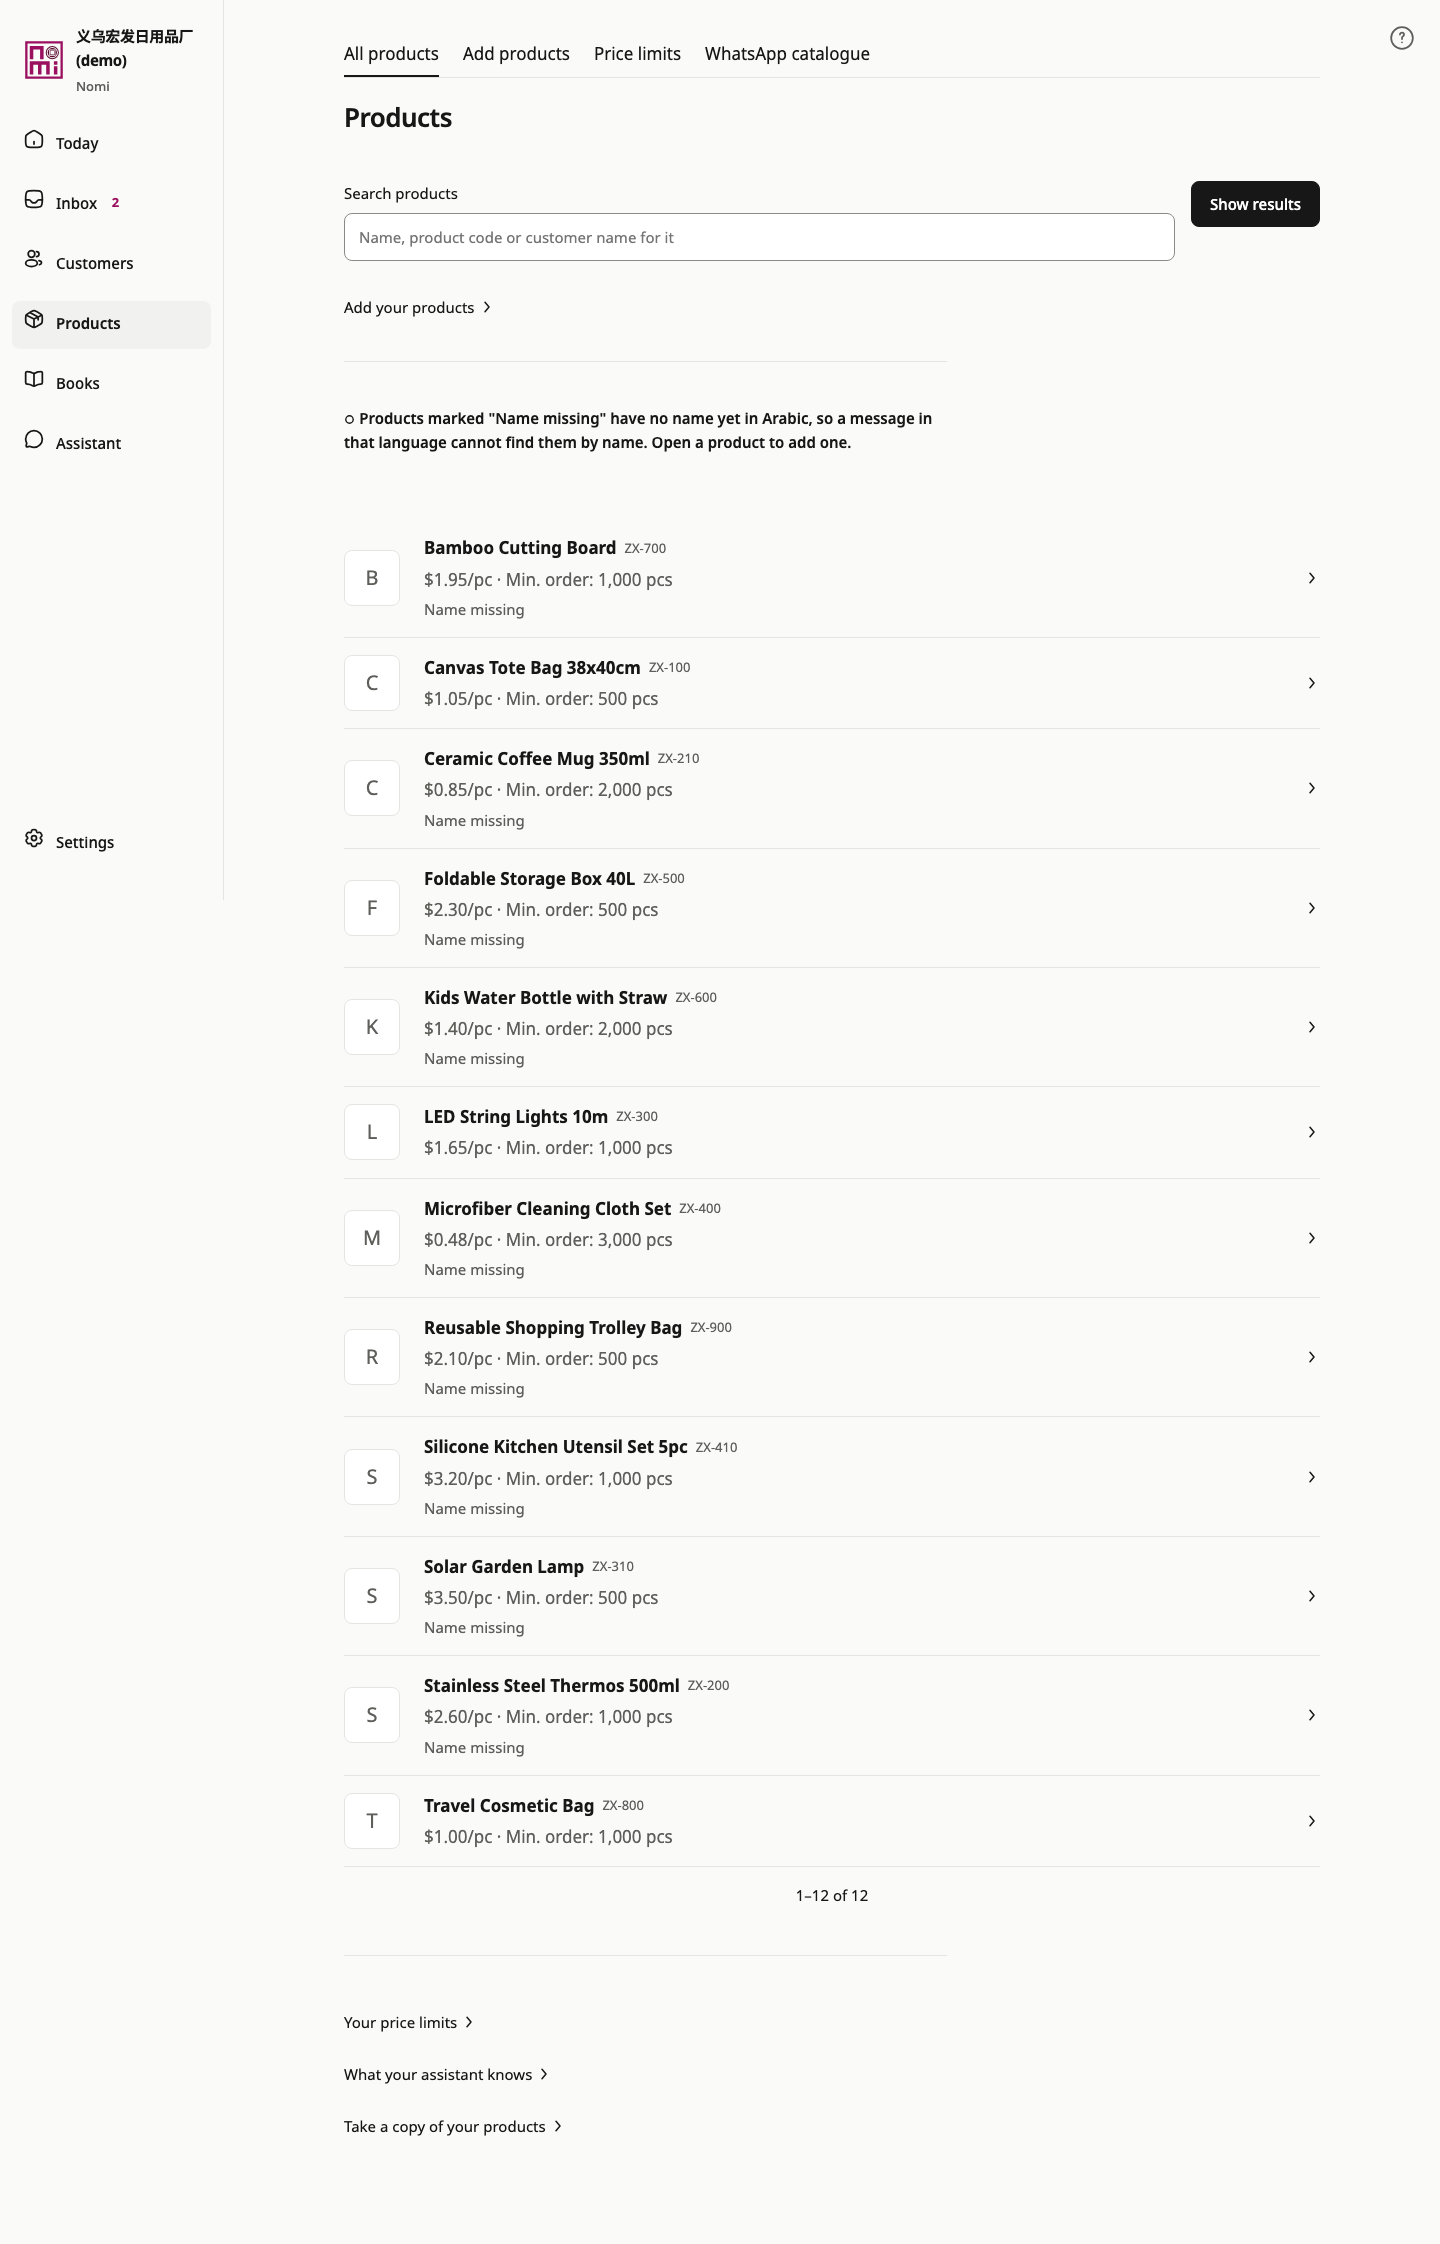 义乌宏发日用品厂
(demo)
Nomi
Today
Inbox 2
Customers
Products
Books
Assistant
Settings
All products Add products Price limits WhatsApp catalogue
Products
Search products
Name, product code or customer name for it
Show results
Add your products
Products marked "Name missing" have no name yet in Arabic, so a message in
that language cannot find them by name. Open a product to add one.
B
Bamboo Cutting Board ZX-700
$1.95/pc · Min. order: 1,000 pcs
Name missing
C
Canvas Tote Bag 38x40cm ZX-100
$1.05/pc · Min. order: 500 pcs
C
Ceramic Coffee Mug 350ml ZX-210
$0.85/pc · Min. order: 2,000 pcs
Name missing
F
Foldable Storage Box 40L ZX-500
$2.30/pc · Min. order: 500 pcs
Name missing
K
Kids Water Bottle with Straw ZX-600
$1.40/pc · Min. order: 2,000 pcs
Name missing
L
LED String Lights 10m ZX-300
$1.65/pc · Min. order: 1,000 pcs
M
Microfiber Cleaning Cloth Set ZX-400
$0.48/pc · Min. order: 3,000 pcs
Name missing
R
Reusable Shopping Trolley Bag ZX-900
$2.10/pc · Min. order: 500 pcs
Name missing
S
Silicone Kitchen Utensil Set 5pc ZX-410
$3.20/pc · Min. order: 1,000 pcs
Name missing
S
Solar Garden Lamp ZX-310
$3.50/pc · Min. order: 500 pcs
Name missing
S
Stainless Steel Thermos 500ml ZX-200
$2.60/pc · Min. order: 1,000 pcs
Name missing
T
Travel Cosmetic Bag ZX-800
$1.00/pc · Min. order: 1,000 pcs
1–12 of 12
Your price limits
What your assistant knows
Take a copy of your products